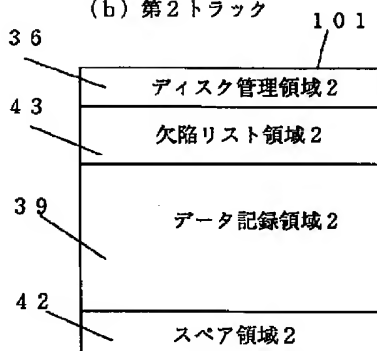 (b) 第2トラック
101
36
ディスク管理領域2
43
欠陥リスト領域2
39
データ記録領域2
42
スペア領域2